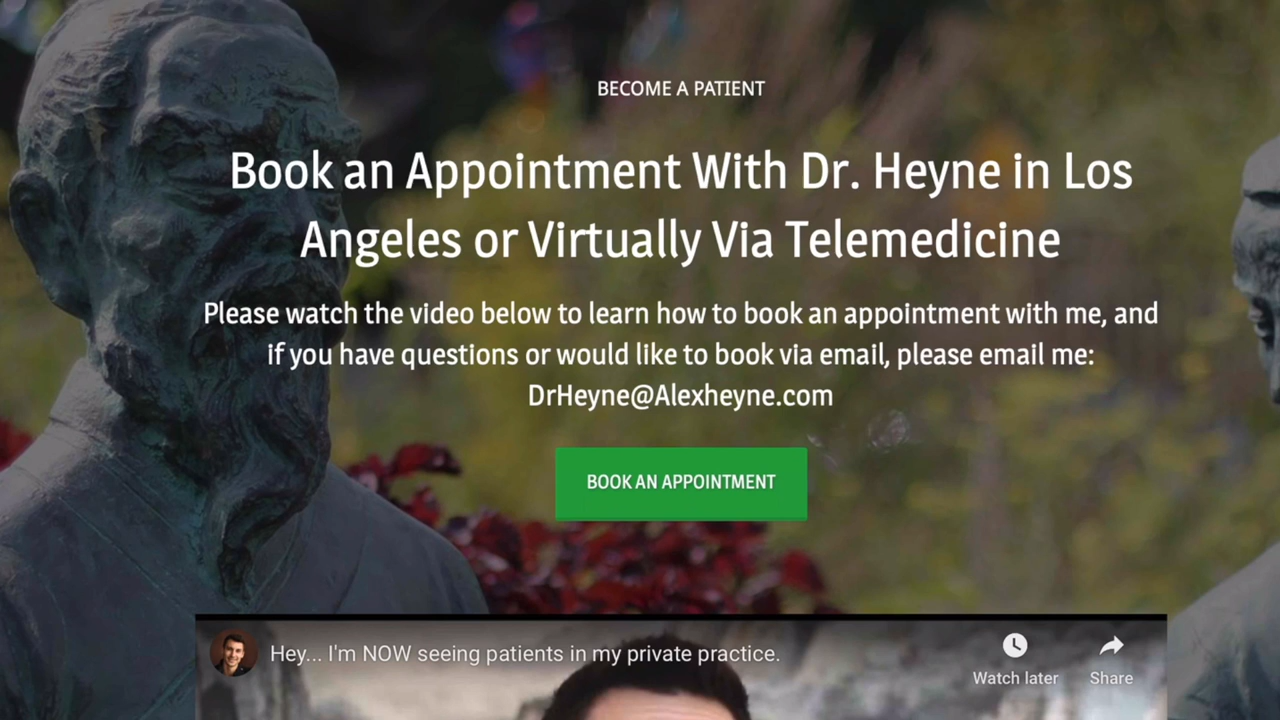 BECOME A PATIENT
Book an Appointment With Dr. Heyne in Los
Angeles or Virtually Via Telemedicine
Please watch the video below to learn how to book an appointment with me, and
if you have questions or would like to book via email, please email me:
DrHeyne@Alexheyne.com
BOOK AN APPOINTMENT
Hey... I'm NOW seeing patients in my private practice.
Watch later
Share